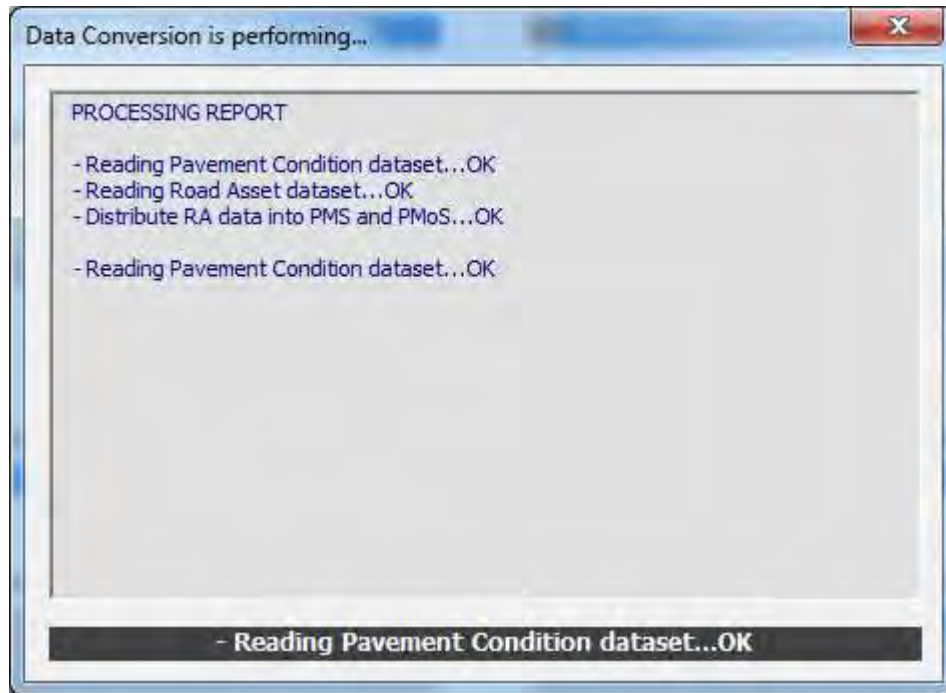 Data Conversion is performing...
PROCESSING REPORT
- Reading Pavement Condition dataset...OK
- Reading Road Asset dataset...OK
- Distribute RA data into PMS and PMoS...OK
- Reading Pavement Condition dataset...OK
- Reading Pavement Condition dataset...OK